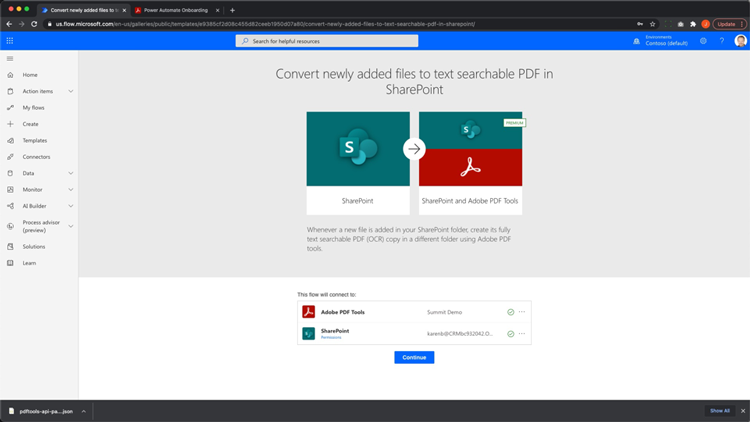 Convert newly added files to t
Power Automate Onboarding
us.flow.microsoft.com/en-us/galleries/public/templates/e9385cf2d08c455d82ceeb1950d07a80/convert-newly-added-files-to-text-searchable-pdf-in-sharepoint/
Update
Search for helpful resources
Environments
Contoso (default)
Home
Action items
My flows
Create
Templates
Connectors
Data
Monitor
AI Builder
Process advisor
(preview)
Solutions
Learn
Convert newly added files to text searchable PDF in
SharePoint
S
S
PREMIUM
SharePoint
SharePoint and Adobe PDF Tools
Whenever a new file is added in your SharePoint folder, create its fully
text searchable PDF (OCR) copy in a different folder using Adobe PDF
tools.
This flow will connect to:
Adobe PDF Tools
Summit Demo
SharePoint
Permissions
karenb@CRMbc932042.O...
Continue
pdftools-api-pa....json
Show All